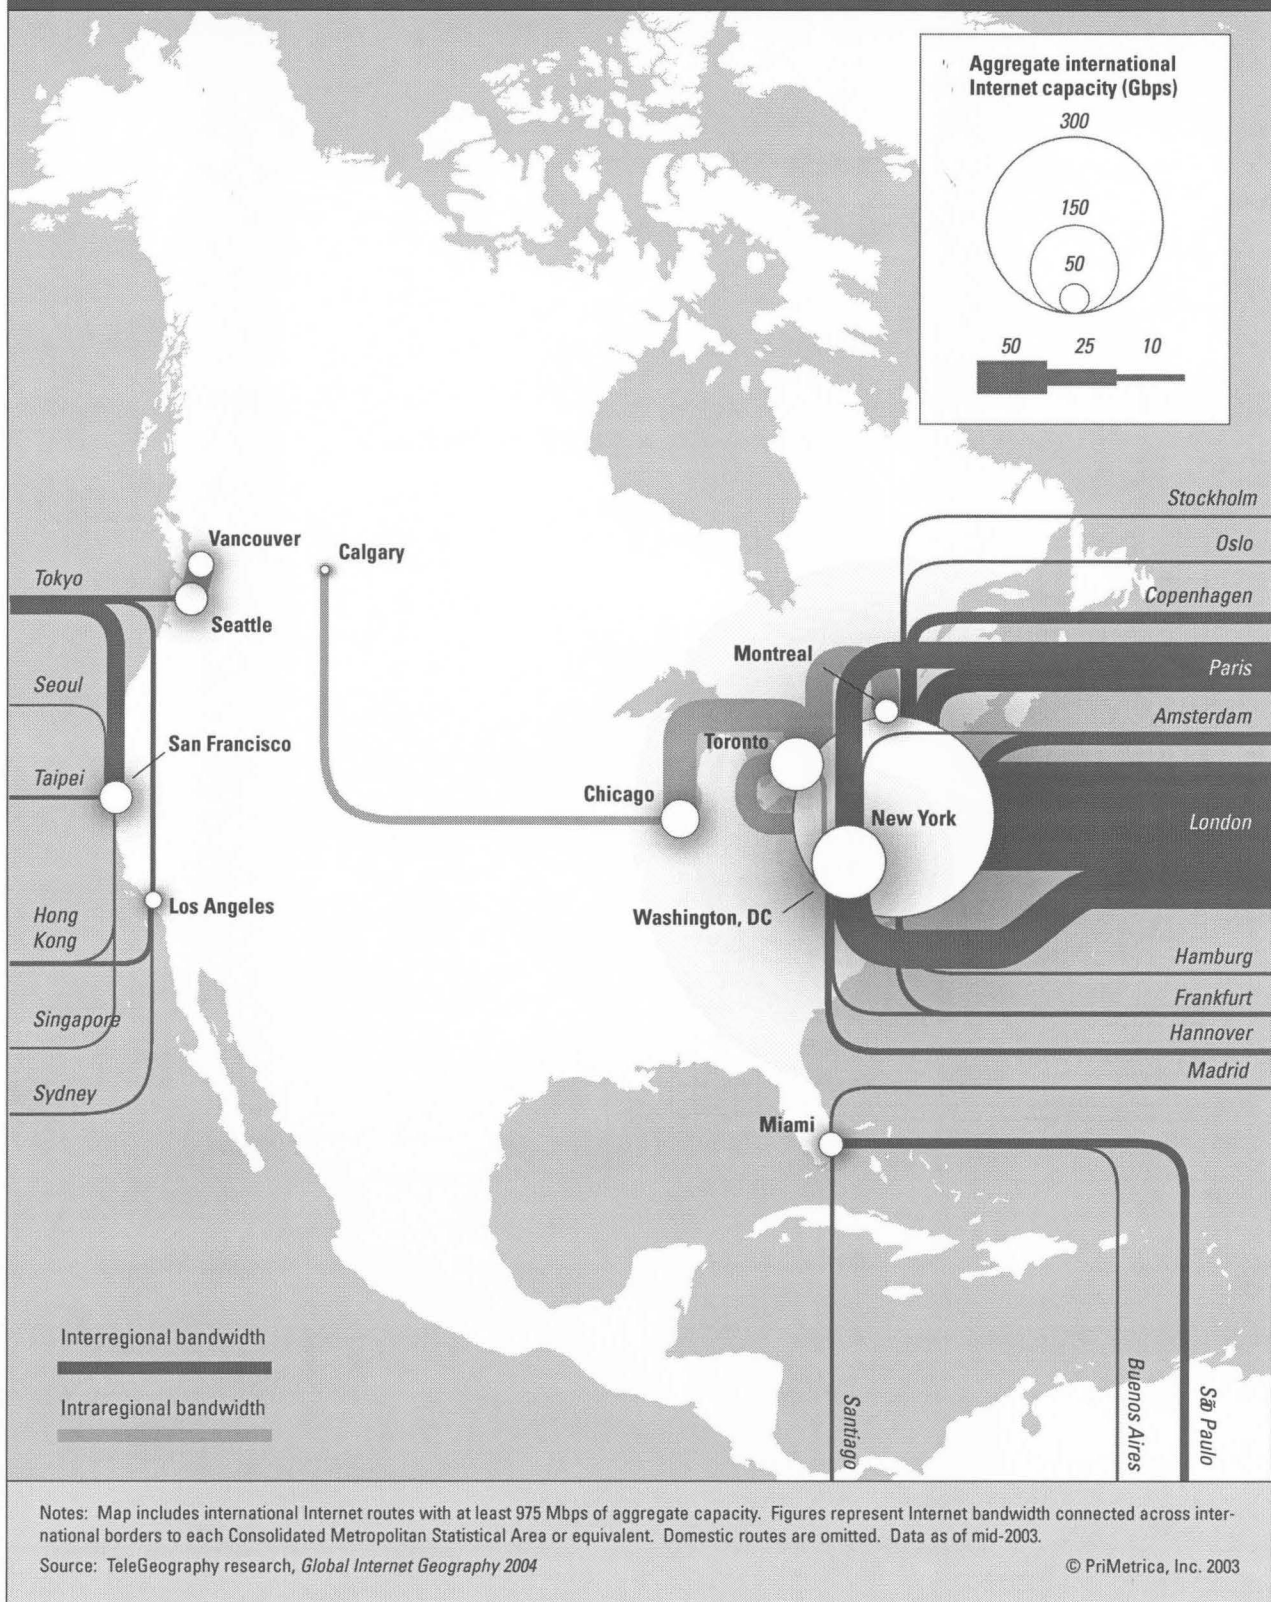 Aggregate international
Internet capacity (Gbps)
300
150
50
50 25 10
Stockholm
Oslo
Copenhagen
Paris
Amsterdam
London
Hamburg
Frankfurt
Hannover
Madrid
Vancouver
Calgary
Tokyo
Seattle
Montreal
Seoul
San Francisco
Toronto
Taipei
Chicago
New York
Los Angeles
Washington, DC
Hong
Kong
Singapore
Sydney
Miami
Interregional bandwidth
Intraregional bandwidth
Santiago
Buenos Aires
São Paulo
Notes: Map includes international Internet routes with at least 975 Mbps of aggregate capacity. Figures represent Internet bandwidth connected across inter-
national borders to each Consolidated Metropolitan Statistical Area or equivalent. Domestic routes are omitted. Data as of mid-2003.
Source: TeleGeography research, Global Internet Geography 2004
© PriMetrica, Inc. 2003